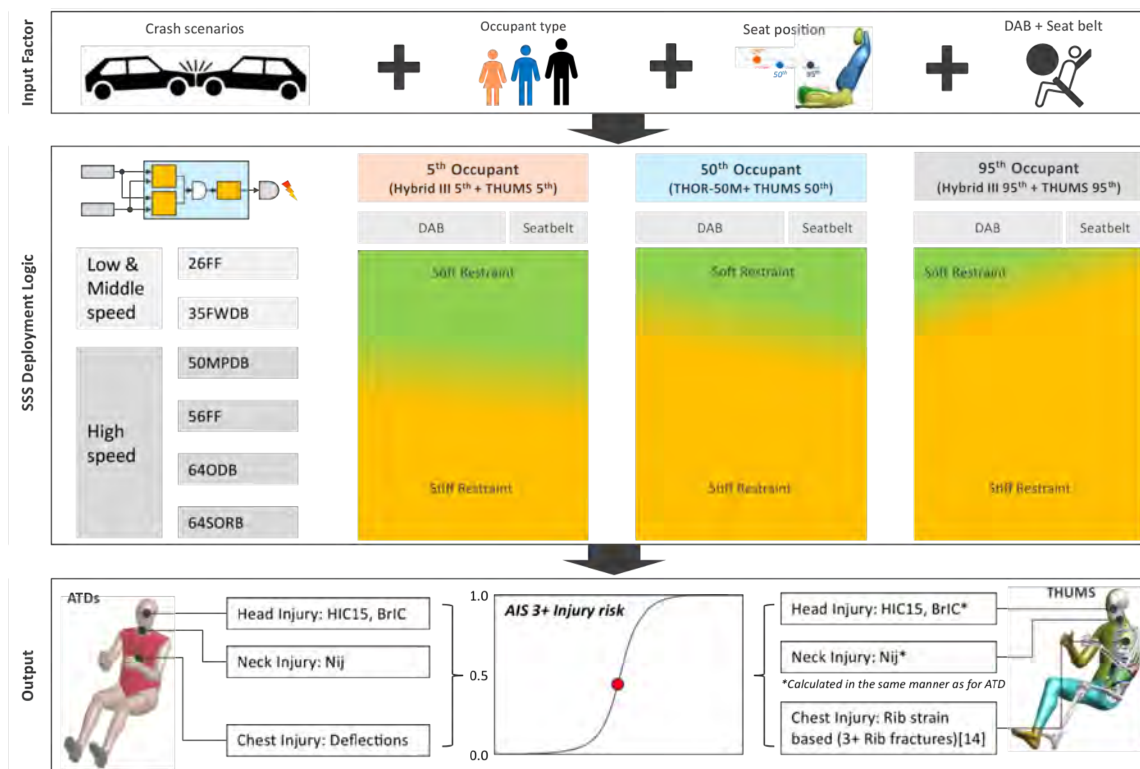 Input Factor
Crash scenarios
Occupant type
Seat position
DAB + Seat belt
50th
95th
SSS Deployment Logic
5th Occupant
(Hybrid III 5th + THUMS 5th)
50th Occupant
(THOR-50M+ THUMS 50th)
95th Occupant
(Hybrid III 95th + THUMS 95th)
DAB
Seatbelt
DAB
Seatbelt
DAB
Seatbelt
Low &
Middle
speed
26FF
35FWDB
High
speed
50MPDB
56FF
64ODB
64SORB
Soft Restraint
Soft Restraint
Soft Restraint
Stiff Restraint
Stiff Restraint
Stiff Restraint
Output
ATDs
Head Injury: HIC15, BrIC
Neck Injury: Nij
Chest Injury: Deflections
1.0
0.5
0.0
AIS 3+ Injury risk
THUMS
Head Injury: HIC15, BrIC*
Neck Injury: Nij*
*Calculated in the same manner as for ATD
Chest Injury: Rib strain
based (3+ Rib fractures)[14]